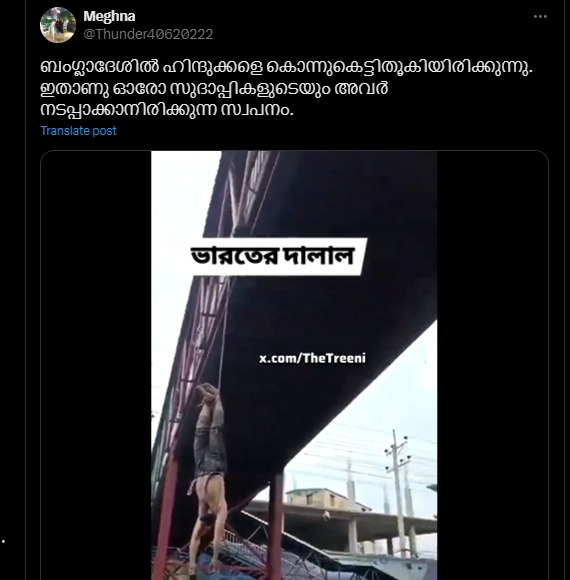 Meghna
@Thunder40620222
ബംഗ്ലാദേശിൽ ഹിന്ദുക്കളെ കൊന്നുകെട്ടിതൂകിയിരിക്കുന്നു.
ഇതാണു ഓരോ സുദാപ്പികളുടെയും അവർ
നടപ്പാക്കാനിരിക്കുന്ന സ്വപനം.
Translate post
ভারতের দালাল
x.com/TheTreeni